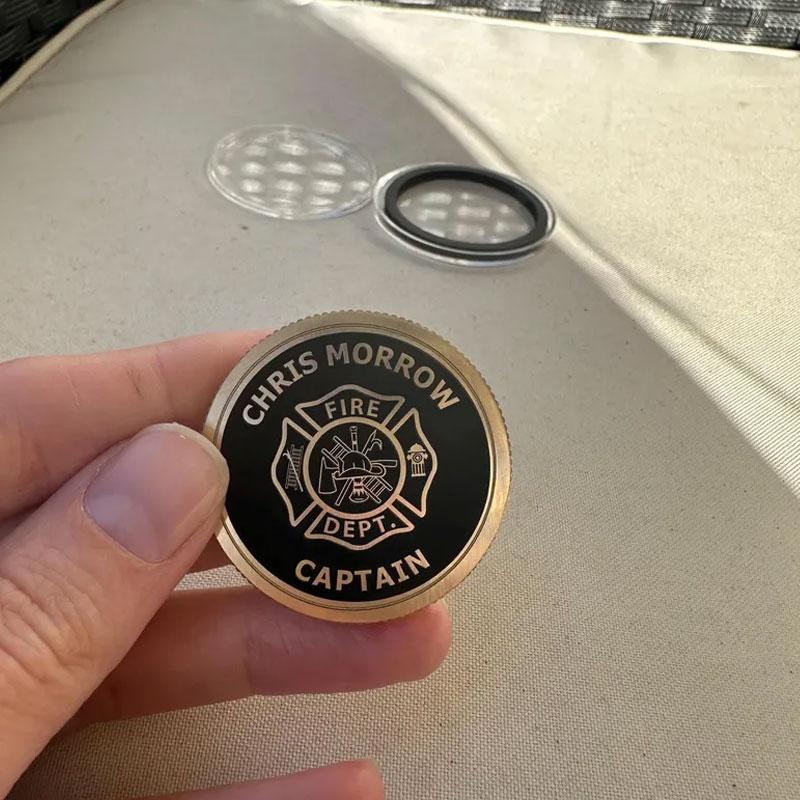 CHRIS MORROW
FIRE
DEPT.
CAPTAIN